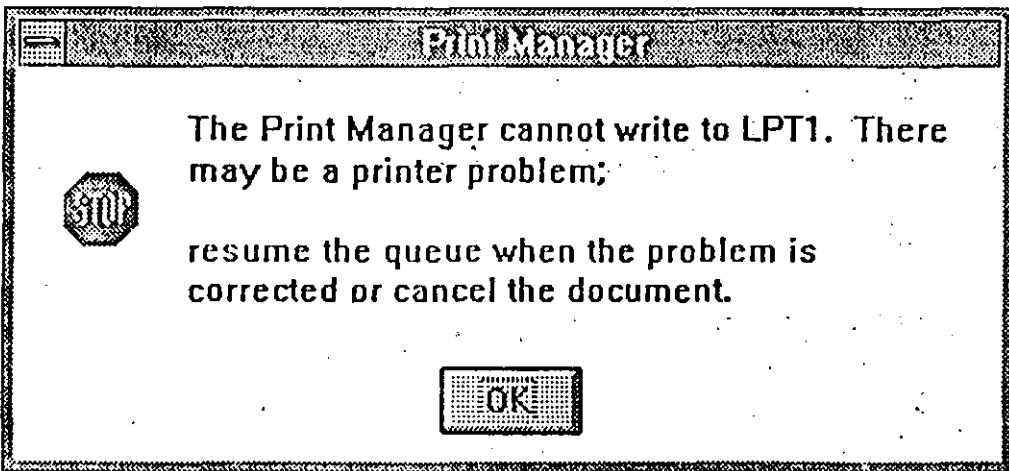 Print Manager
The Print Manager cannot write to LPT1. There
may be a printer problem;
STOP
resume the queue when the problem is
corrected or cancel the document.
OK